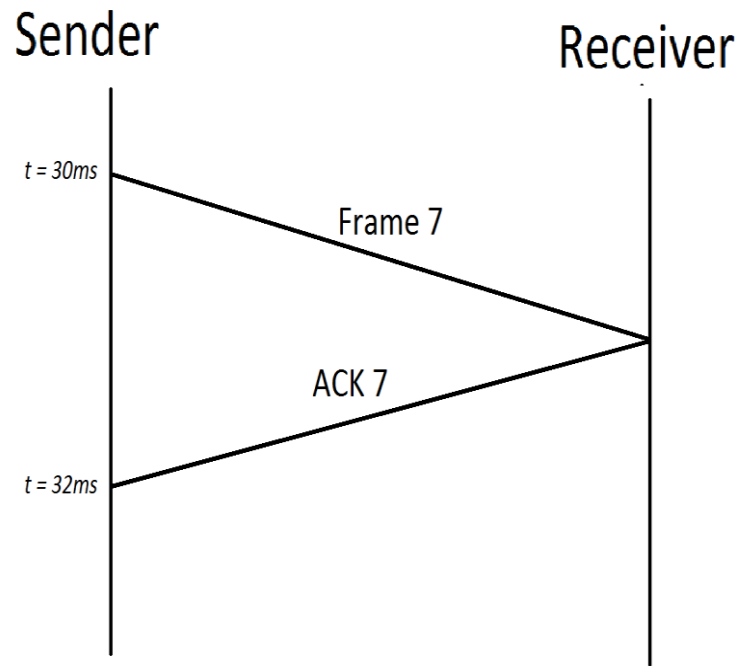 Sender
Receiver
t = 30ms
Frame 7
ACK 7
t = 32ms